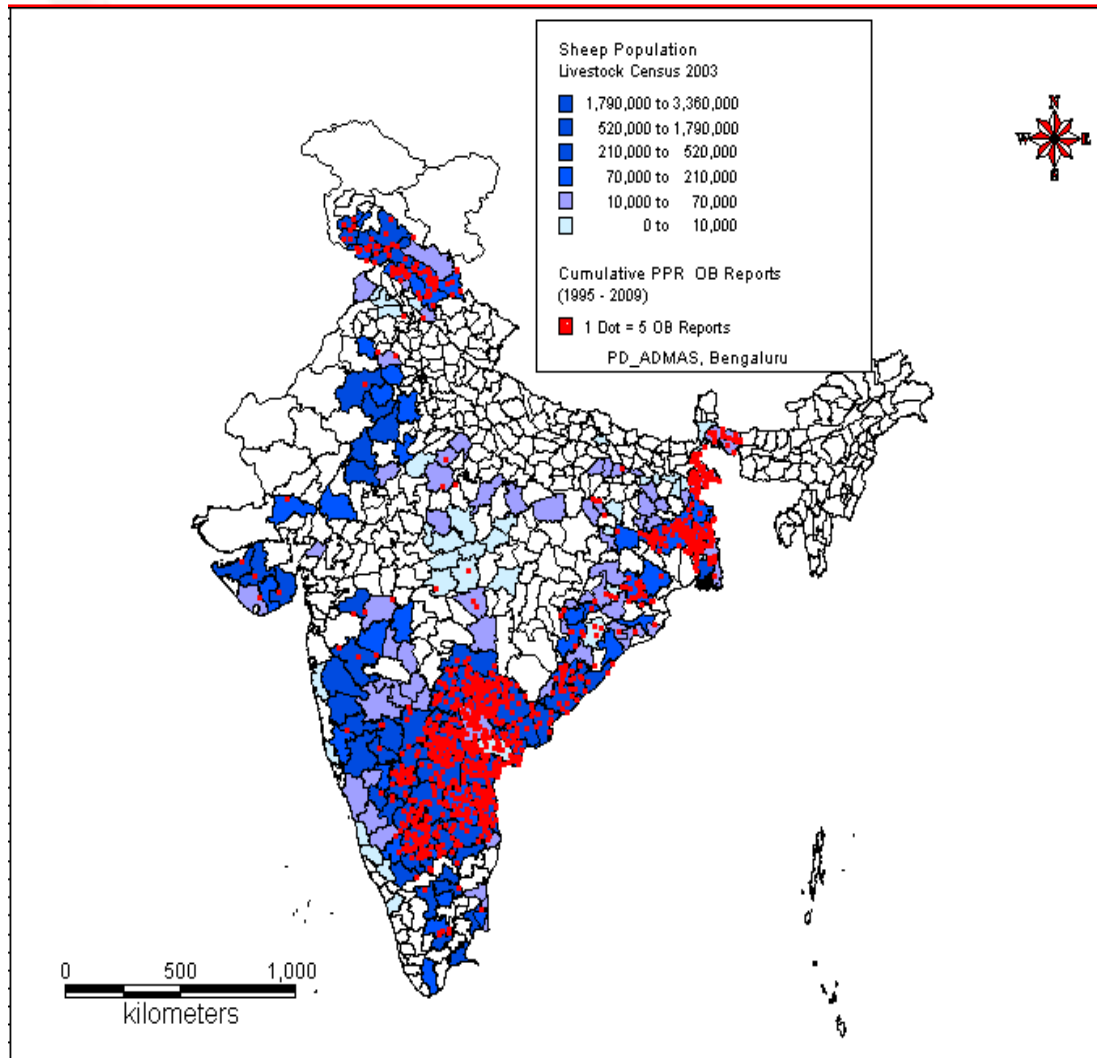 Sheep Population
Livestock Census 2003
1,790,000 to 3,360,000
520,000 to 1,790,000
210,000 to 520,000
70,000 to 210,000
10,000 to 70,000
0 to 10,000
Cumulative PPR OB Reports
(1995 - 2009)
1 Dot = 5 OB Reports
PD_ADMAS, Bengaluru
N
W E
S
0 500 1,000
kilometers